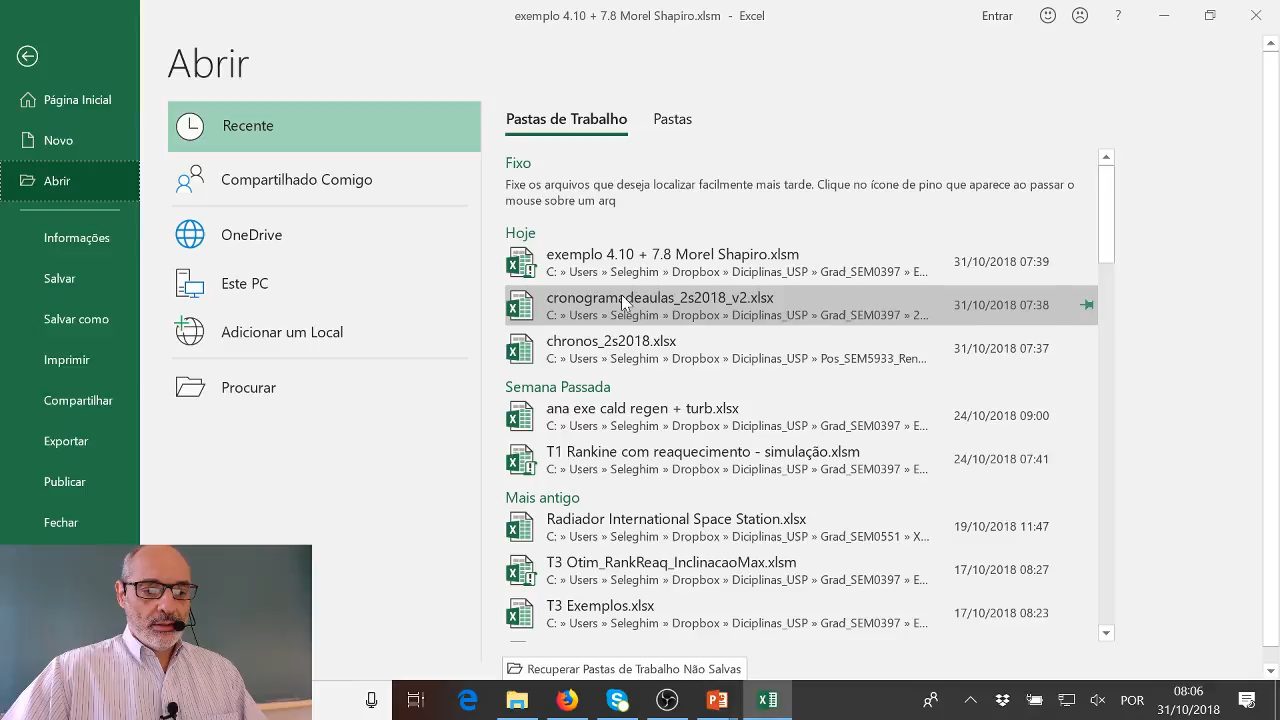 exemplo 4.10 + 7.8 Morel Shapiro.xlsm - Excel
Entrar
?
Página Inicial
Novo
Abrir
Informações
Salvar
Salvar como
Imprimir
Compartilhar
Exportar
Publicar
Fechar
Abrir
Recente
Compartilhado Comigo
OneDrive
Este PC
Adicionar um Local
Procurar
Pastas de Trabalho Pastas
Fixo
Fixe os arquivos que deseja localizar facilmente mais tarde. Clique no ícone de pino que aparece ao passar o
mouse sobre um arq
Hoje
exemplo 4.10 + 7.8 Morel Shapiro.xlsm
C: » Users » Seleghim » Dropbox » Diciplinas_USP » Grad_SEM0397 » E...
31/10/2018 07:39
cronogramadeaulas_2s2018_v2.xlsx
C: » Users » Seleghim » Dropbox » Diciplinas_USP » Grad_SEM0397 » 2...
31/10/2018 07:38
chronos_2s2018.xlsx
C: » Users » Seleghim » Dropbox » Diciplinas_USP » Pos_SEM5933_Ren...
31/10/2018 07:37
Semana Passada
ana exe cald regen + turb.xlsx
C: » Users » Seleghim » Dropbox » Diciplinas_USP » Grad_SEM0397 » E...
24/10/2018 09:00
T1 Rankine com reaquecimento - simulação.xlsm
C: » Users » Seleghim » Dropbox » Diciplinas_USP » Grad_SEM0397 » E...
24/10/2018 07:41
Mais antigo
Radiador International Space Station.xlsx
C: » Users » Seleghim » Dropbox » Diciplinas_USP » Grad_SEM0551 » X...
19/10/2018 11:47
T3 Otim_RankReaq_InclinacaoMax.xlsm
C: » Users » Seleghim » Dropbox » Diciplinas_USP » Grad_SEM0397 » E...
17/10/2018 08:27
T3 Exemplos.xlsx
C: » Users » Seleghim » Dropbox » Diciplinas_USP » Grad_SEM0397 » E...
17/10/2018 08:23
Recuperar Pastas de Trabalho Não Salvas
POR
08:06
31/10/2018